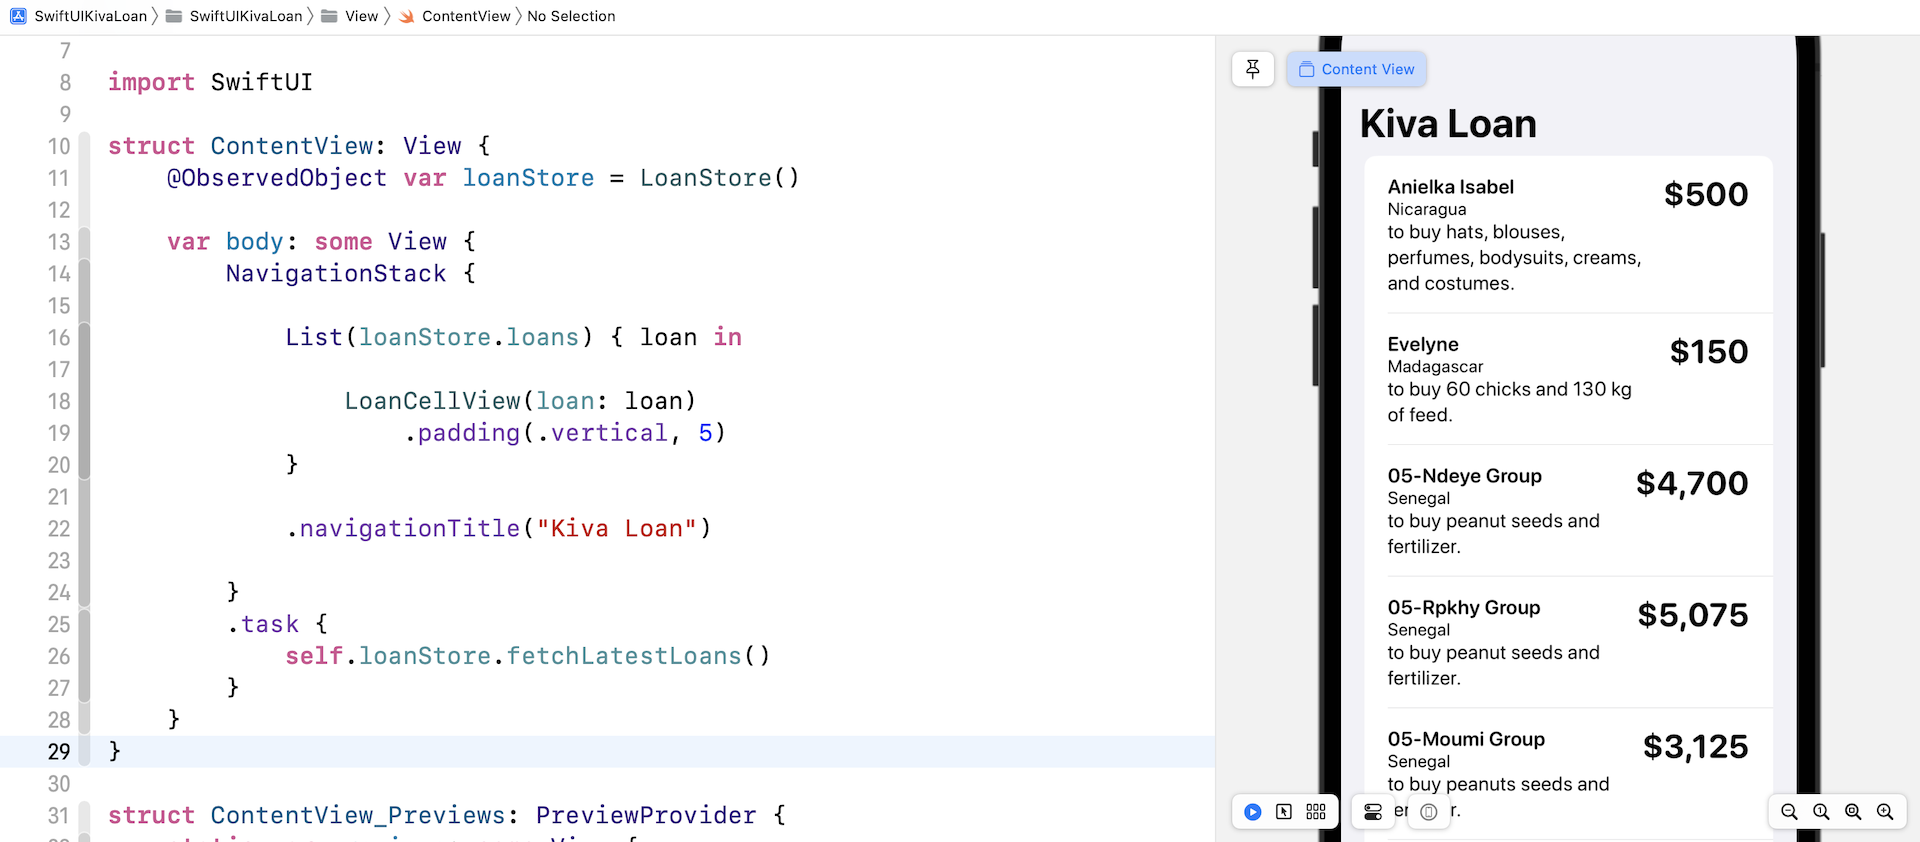 SwiftUIKivaLoan SwiftUIKivaLoan View ContentView No Selection
7
8 import SwiftUI
9
10 struct ContentView: View {
11 @ObservedObject var loanStore = LoanStore()
12
13 var body: some View {
14 NavigationStack {
15
16 List(loanStore.loans) { loan in
17
18 LoanCellView(loan: loan)
19 .padding(.vertical, 5)
20 }
21
22 .navigationTitle("Kiva Loan")
23
24 }
25 .task {
26 self.loanStore.fetchLatestLoans()
27 }
28 }
29 }
30
31 struct ContentView_Previews: PreviewProvider {
Content View
Kiva Loan
Anielka Isabel $500
Nicaragua
to buy hats, blouses,
perfumes, bodysuits, creams,
and costumes.
Evelyne $150
Madagascar
to buy 60 chicks and 130 kg
of feed.
05-Ndeye Group $4,700
Senegal
to buy peanut seeds and
fertilizer.
05-Rpkhy Group $5,075
Senegal
to buy peanut seeds and
fertilizer.
05-Moumi Group $3,125
Senegal
to buy peanuts seeds and